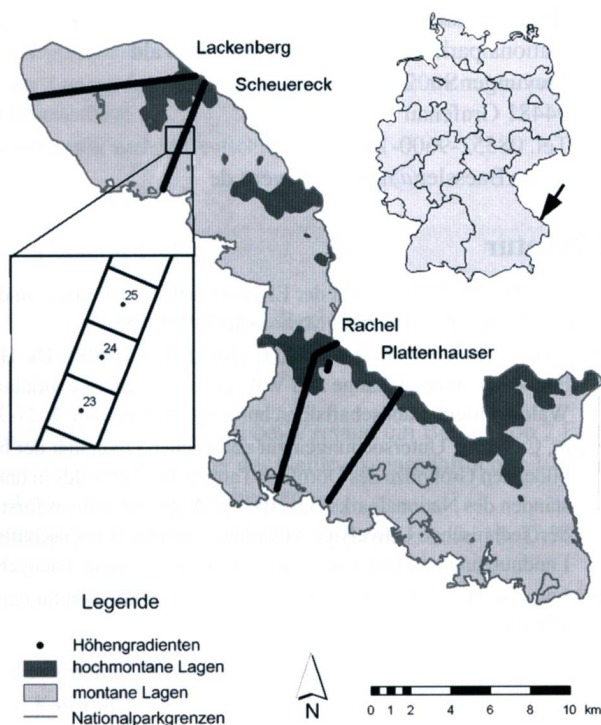 Lackenberg
Scheuereck
25
24
23
Rachel
Plattenhauser
Legende
Höhengradienten
hochmontane Lagen
montane Lagen
Nationalparkgrenzen
N
0 1 2 4 6 8 10 km